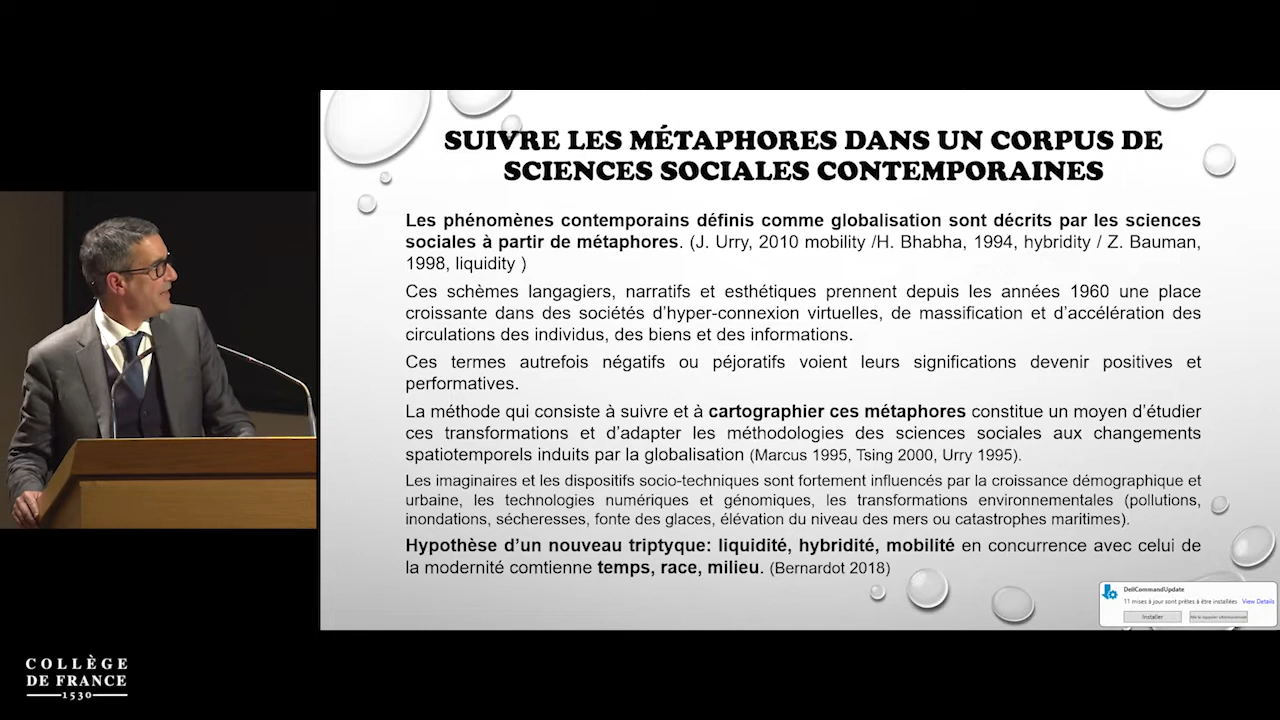 SUIVRE LES MÉTAPHORES DANS UN CORPUS DE
SCIENCES SOCIALES CONTEMPORAINES
Les phénomènes contemporains définis comme globalisation sont décrits par les sciences
sociales à partir de métaphores. (J. Urry, 2010 mobility /H. Bhabha, 1994, hybridity / Z. Bauman,
1998, liquidity )
Ces schèmes langagiers, narratifs et esthétiques prennent depuis les années 1960 une place
croissante dans des sociétés d'hyper-connexion virtuelles, de massification et d'accélération des
circulations des individus, des biens et des informations.
Ces termes autrefois négatifs ou péjoratifs voient leurs significations devenir positives et
performatives.
La méthode qui consiste à suivre et à cartographier ces métaphores constitue un moyen d'étudier
ces transformations et d'adapter les méthodologies des sciences sociales aux changements
spatiotemporels induits par la globalisation (Marcus 1995, Tsing 2000, Urry 1995).
Les imaginaires et les dispositifs socio-techniques sont fortement influencés par la croissance démographique et
urbaine, les technologies numériques et génomiques, les transformations environnementales (pollutions,
inondations, sécheresses, fonte des glaces, élévation du niveau des mers ou catastrophes maritimes).
Hypothèse d'un nouveau triptyque: liquidité, hybridité, mobilité en concurrence avec celui de
la modernité comtienne temps, race, milieu. (Bernardot 2018)
DellCommandUpdate
11 mises à jour sont prêtes à être installées View Details
Installer
COLLÈGE
DE FRANCE
1530